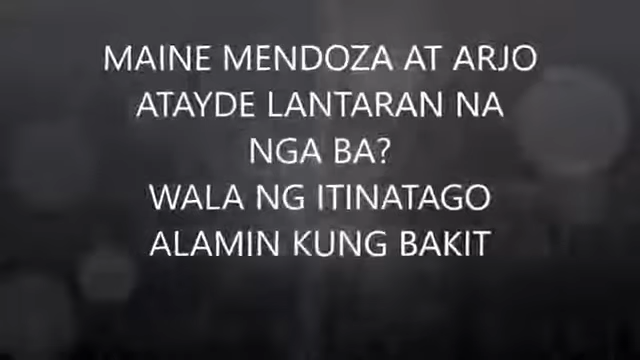 MAINE MENDOZA AT ARJO
ATAYDE LANTARAN NA
NGA BA?
WALA NG ITINATAGO
ALAMIN KUNG BAKIT